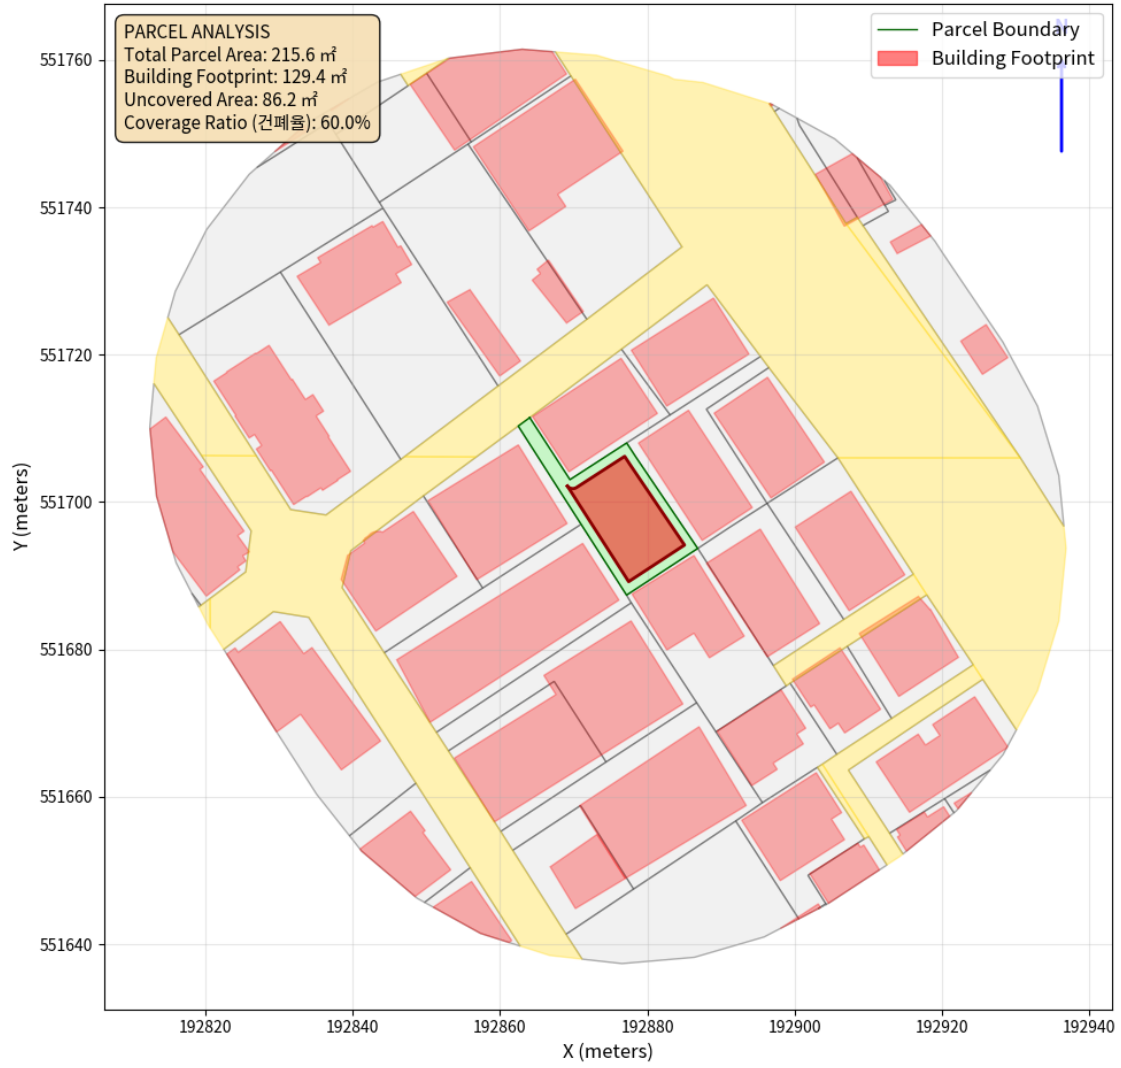 PARCEL ANALYSIS
Total Parcel Area: 215.6 ㎡
Building Footprint: 129.4 ㎡
Uncovered Area: 86.2 ㎡
Coverage Ratio (건폐율): 60.0%
Parcel Boundary
Building Footprint
N
551760
551740
551720
551700
551680
551660
551640
Y (meters)
192820
192840
192860
192880
192900
192920
192940
X (meters)